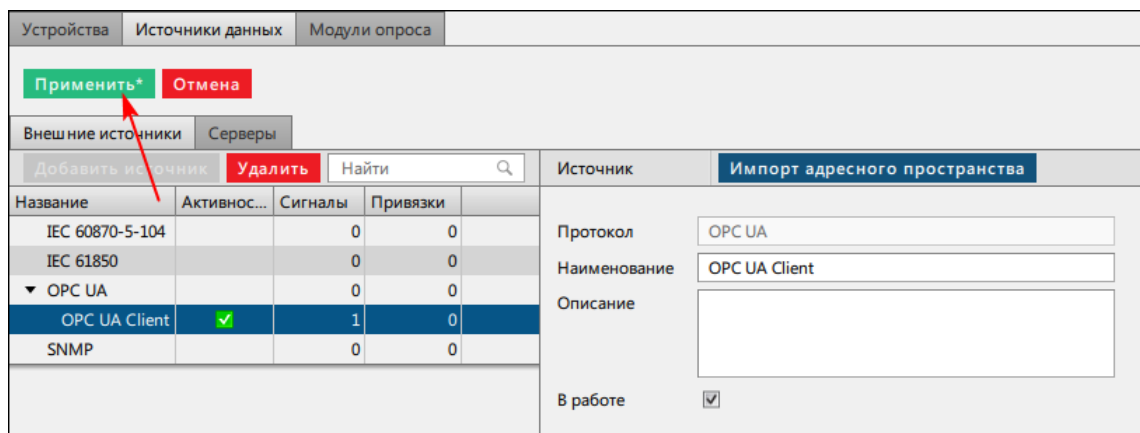 Устройства Источники данных Модули опроса
Применить* Отмена
Внешние источники Серверы
Добавить источник Удалить Найти Источник Импорт адресного пространства
Название Активнос... Сигналы Привязки
IEC 60870-5-104 0 0 Протокол OPC UA
IEC 61850 0 0 Наименование OPC UA Client
OPC UA 0 0 Описание
OPC UA Client 1 0
SNMP 0 0
В работе